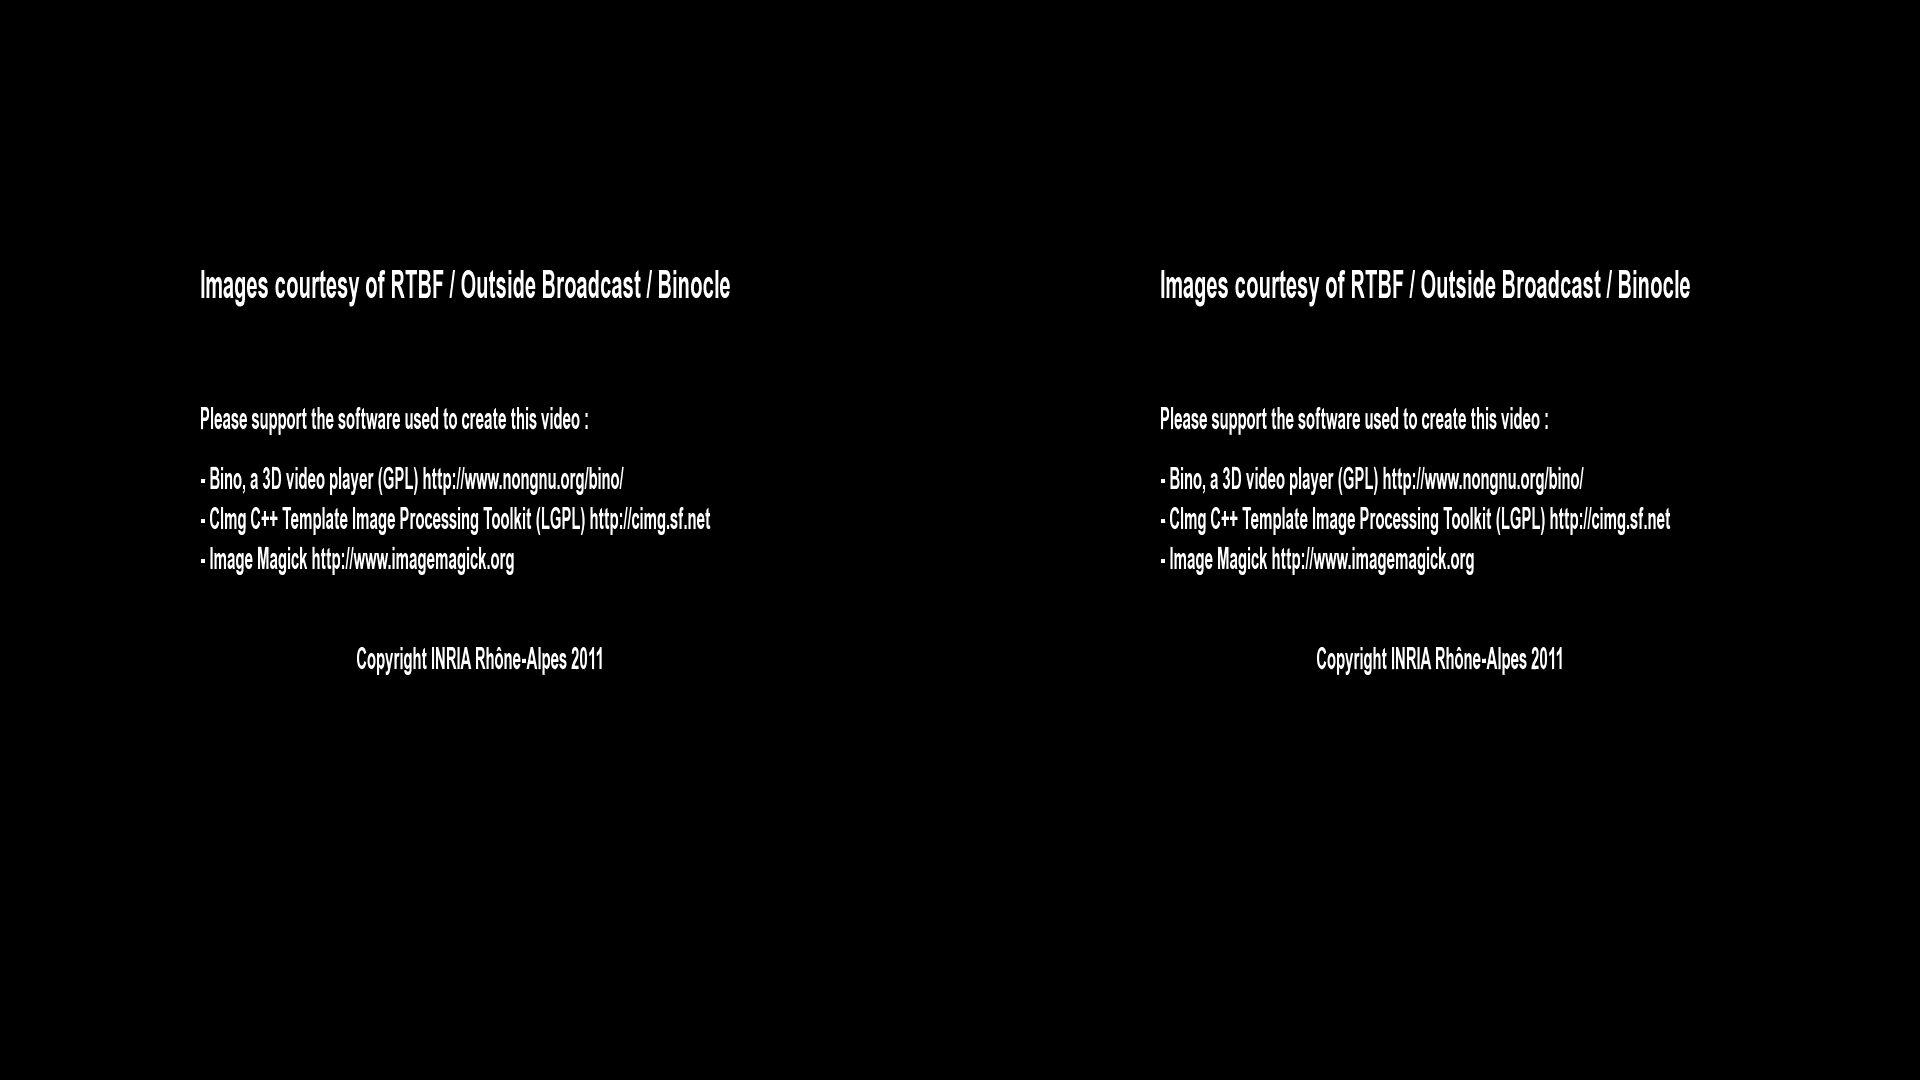 Images courtesy of RTBF / Outside Broadcast / Binocle
Please support the software used to create this video :
- Bino, a 3D video player (GPL) http://www.nongnu.org/bino/
- CImg C++ Template Image Processing Toolkit (LGPL) http://cimg.sf.net
- Image Magick http://www.imagemagick.org
Copyright INRIA Rhône-Alpes 2011
Images courtesy of RTBF / Outside Broadcast / Binocle
Please support the software used to create this video :
- Bino, a 3D video player (GPL) http://www.nongnu.org/bino/
- CImg C++ Template Image Processing Toolkit (LGPL) http://cimg.sf.net
- Image Magick http://www.imagemagick.org
Copyright INRIA Rhône-Alpes 2011